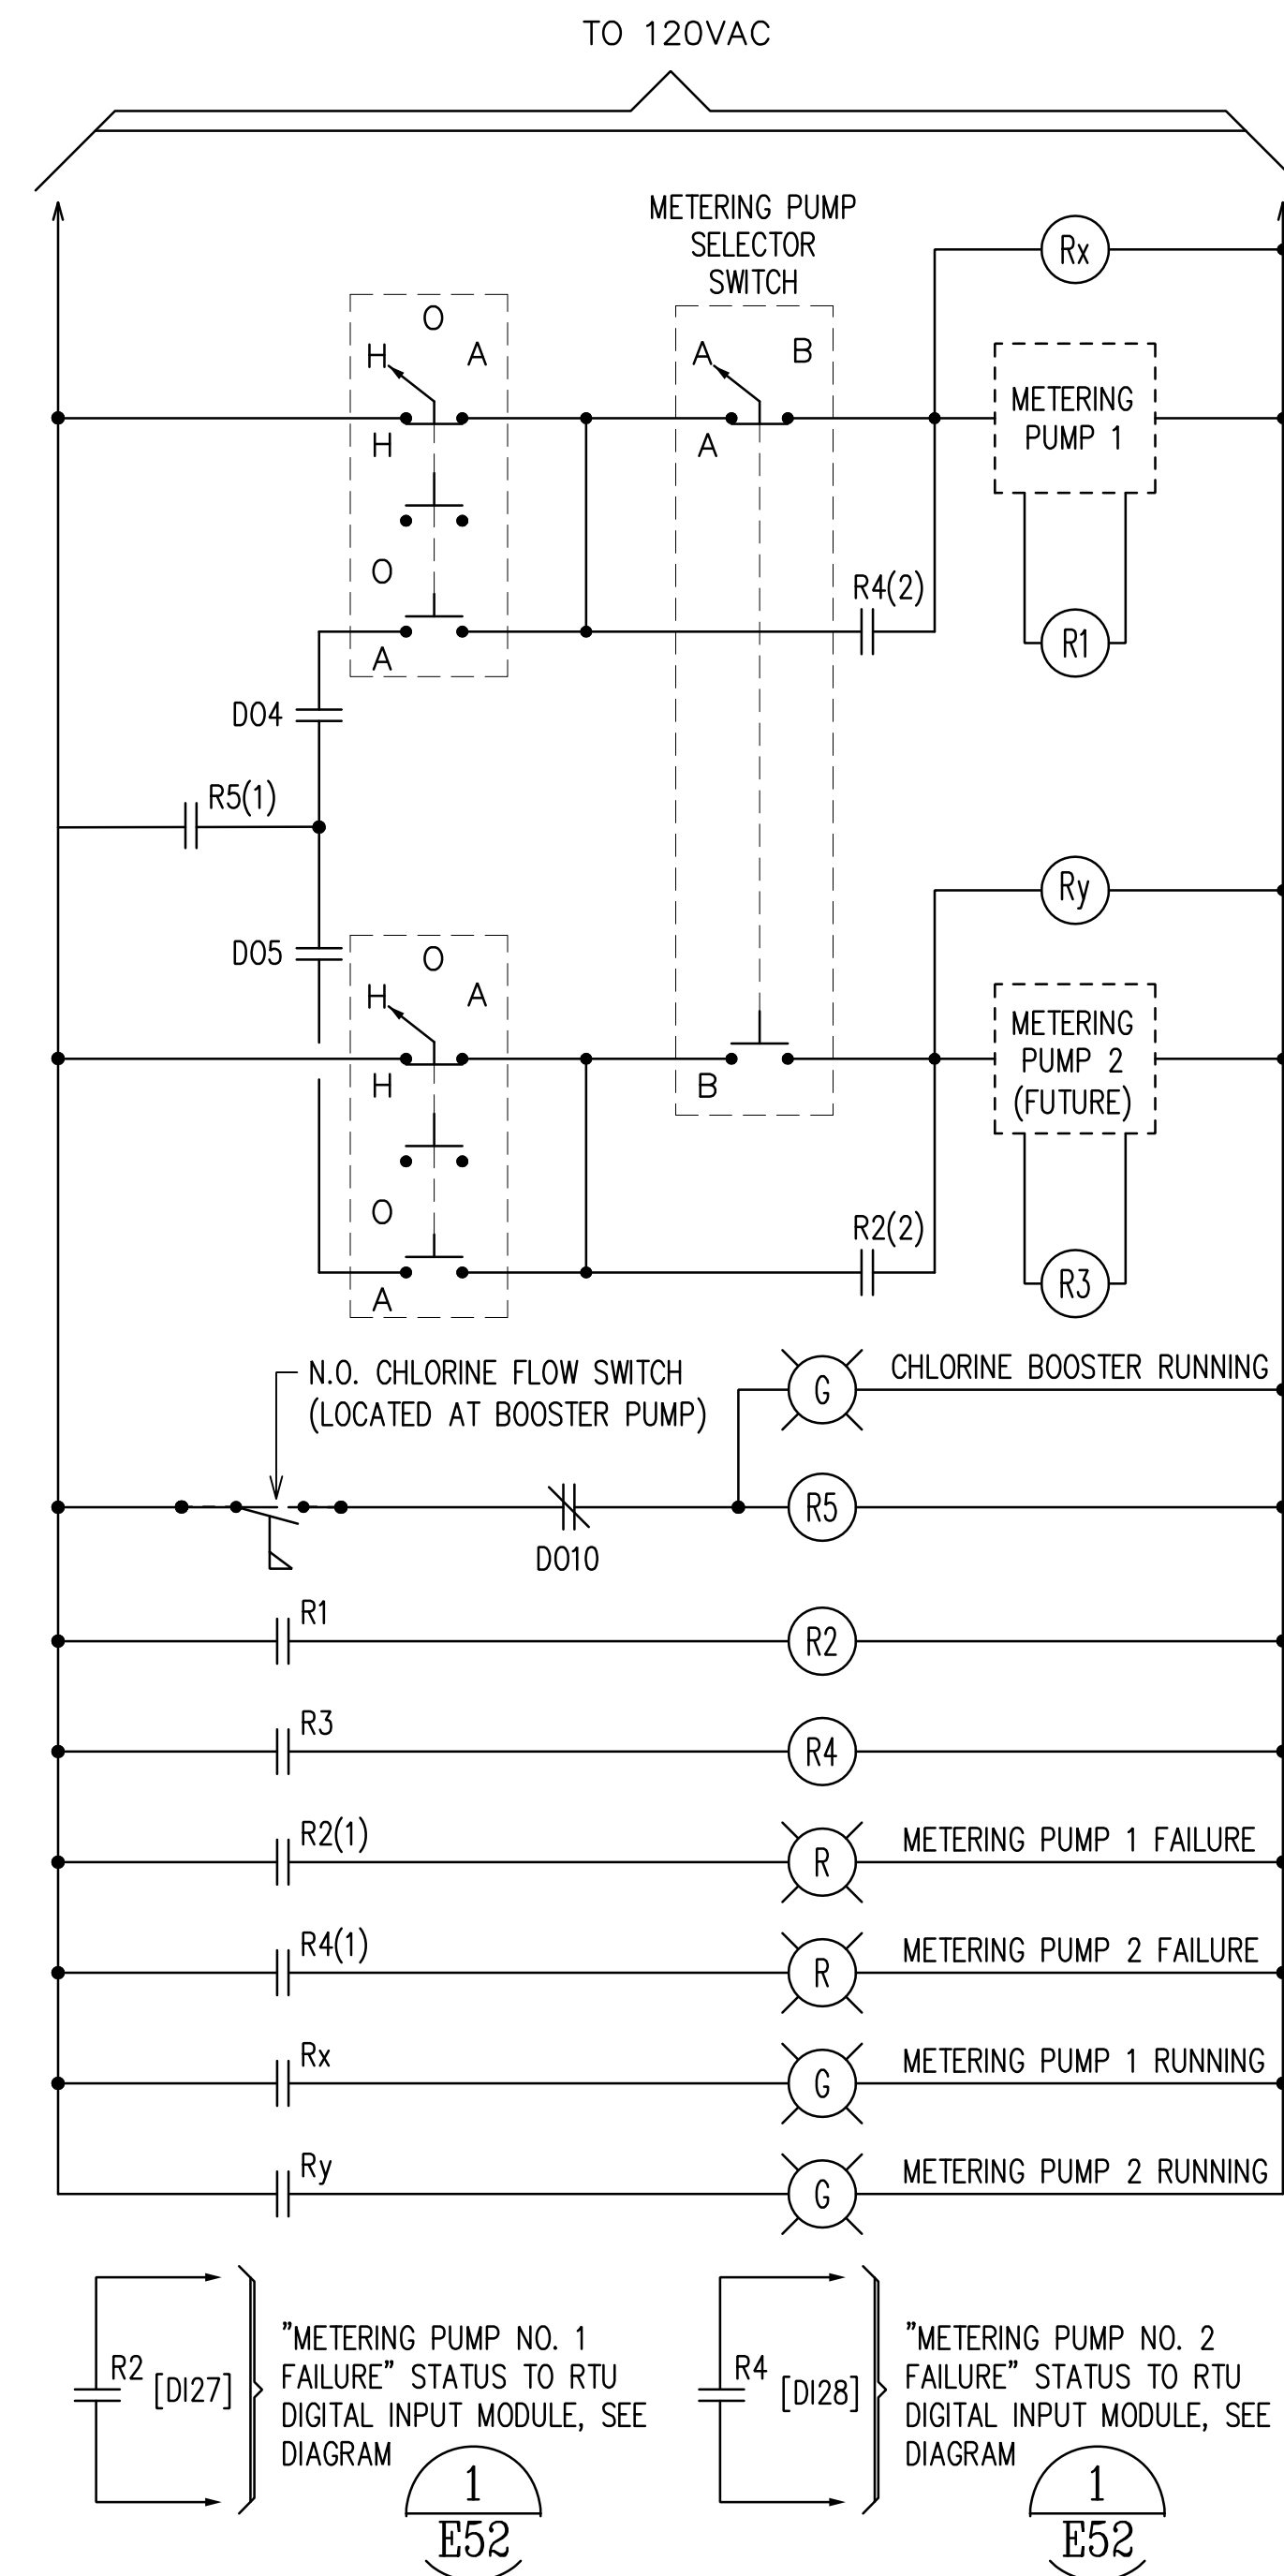 TO 120VAC
METERING PUMP
SELECTOR
SWITCH
Rx
O
H A
A B
METERING
PUMP 1
H
A
O
R4(2)
R1
A
DO4
R5(1)
Ry
DO5
O
H A
METERING
PUMP 2
(FUTURE)
H
B
O
R2(2)
R3
A
N.O. CHLORINE FLOW SWITCH
(LOCATED AT BOOSTER PUMP)
G
CHLORINE BOOSTER RUNNING
R5
DO10
R1
R2
R3
R4
R2(1)
R
METERING PUMP 1 FAILURE
R4(1)
R
METERING PUMP 2 FAILURE
Rx
G
METERING PUMP 1 RUNNING
Ry
G
METERING PUMP 2 RUNNING
R2
[DI27]
"METERING PUMP NO. 1
FAILURE" STATUS TO RTU
DIGITAL INPUT MODULE, SEE
DIAGRAM
1
E52
R4
[DI28]
"METERING PUMP NO. 2
FAILURE" STATUS TO RTU
DIGITAL INPUT MODULE, SEE
DIAGRAM
1
E52